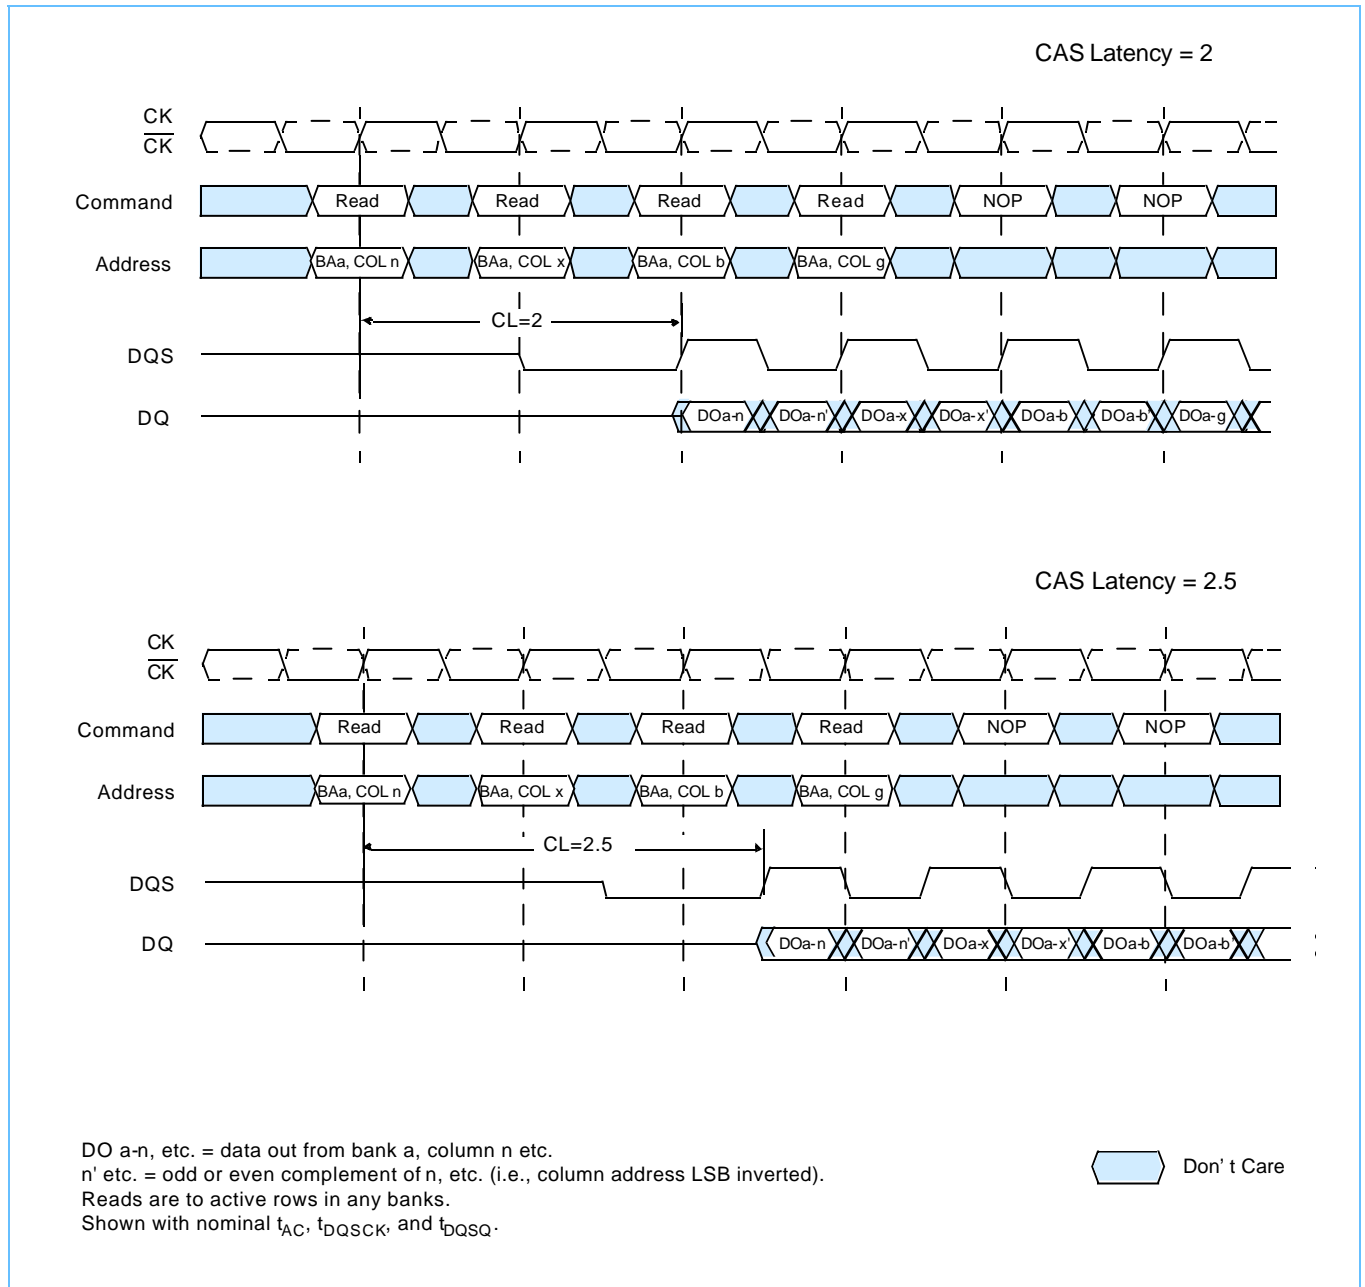 CAS Latency = 2
CK
CK
Command Read Read Read Read NOP NOP
Address BAa, COL n BAa, COL x BAa, COL b BAa, COL g
CL=2
DQS
DQ DOa-n DOa-n' DOa-x DOa-x' DOa-b DOa-b' DOa-g
CAS Latency = 2.5
CK
CK
Command Read Read Read Read NOP NOP
Address BAa, COL n BAa, COL x BAa, COL b BAa, COL g
CL=2.5
DQS
DQ DOa-n DOa-n' DOa-x DOa-x' DOa-b DOa-b'
DO a-n, etc. = data out from bank a, column n etc.
n' etc. = odd or even complement of n, etc. (i.e., column address LSB inverted).
Reads are to active rows in any banks.
Shown with nominal tAC, tDQSCK, and tDQSQ.
Don' t Care